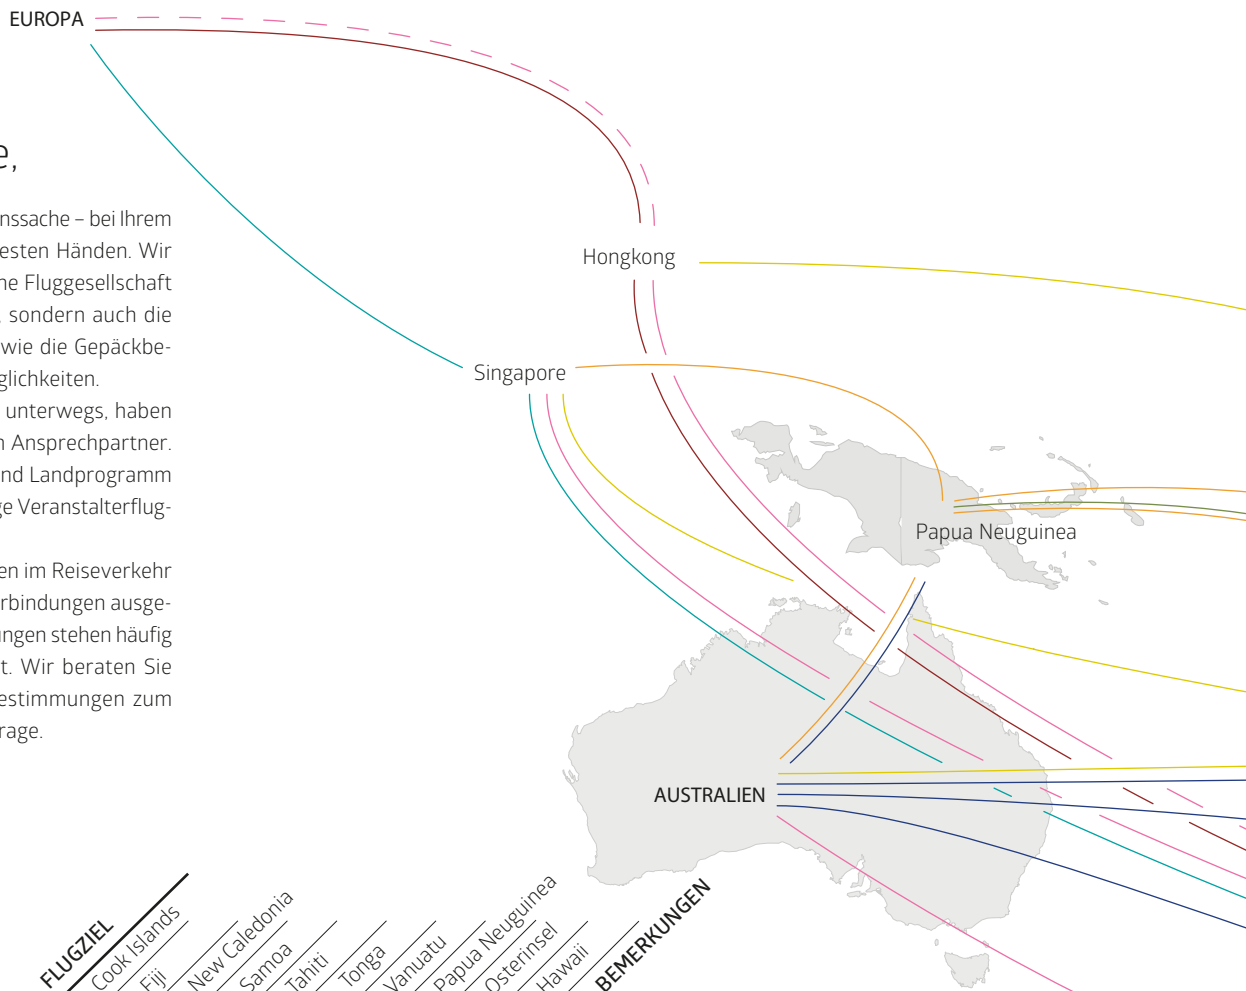 EUROPA
e,
nssache – bei Ihrem
esten Händen. Wir
ne Fluggesellschaft
, sondern auch die
wie die Gepäckbe-
glichkeiten.
unterwegs, haben
n Ansprechpartner.
nd Landprogramm
ge Veranstalterflug-
en im Reiseverkehr
rbindungen ausge-
ungen stehen häufig
t. Wir beraten Sie
estimmungen zum
rage.
Hongkong
Singapore
Papua Neuguinea
AUSTRALIEN
FLUGZIEL
Cook Islands
Fiji
New Caledonia
Samoa
Tahiti
Tonga
Vanuatu
Papua Neuguinea
Osterinsel
Hawaii
BEMERKUNGEN